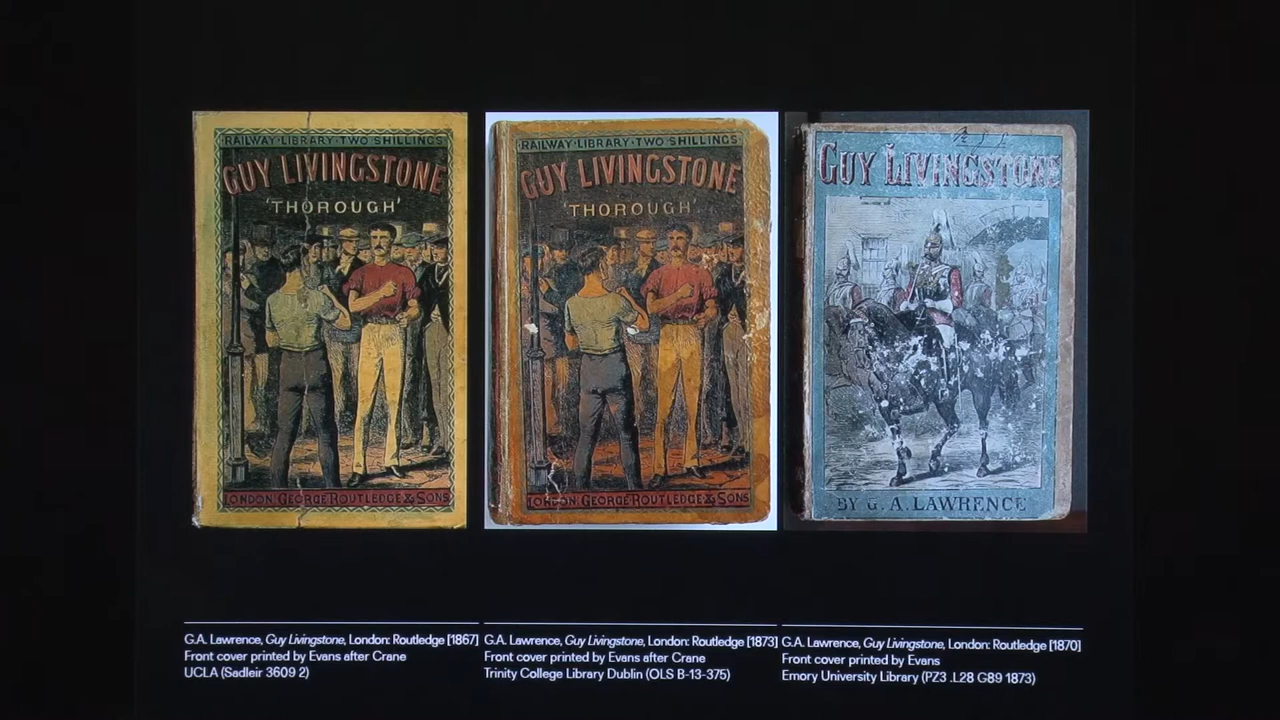 RAILWAY·LIBRARY·TWO SHILLINGS
GUY LIVINGSTONE
'THOROUGH'
LONDON. GEORGE ROUTLEDGE & SONS
RAILWAY·LIBRARY·TWO SHILLINGS
GUY LIVINGSTONE
'THOROUGH'
LONDON. GEORGE ROUTLEDGE & SONS
GUY LIVINGSTONE
BY G. A. LAWRENCE
G.A. Lawrence, Guy Livingstone, London: Routledge [1867]
Front cover printed by Evans after Crane
UCLA (Sadleir 3609 2)
G.A. Lawrence, Guy Livingstone, London: Routledge [1873]
Front cover printed by Evans after Crane
Trinity College Library Dublin (OLS B-13-375)
G.A. Lawrence, Guy Livingstone, London: Routledge [1870]
Front cover printed by Evans
Emory University Library (PZ3 .L28 G89 1873)